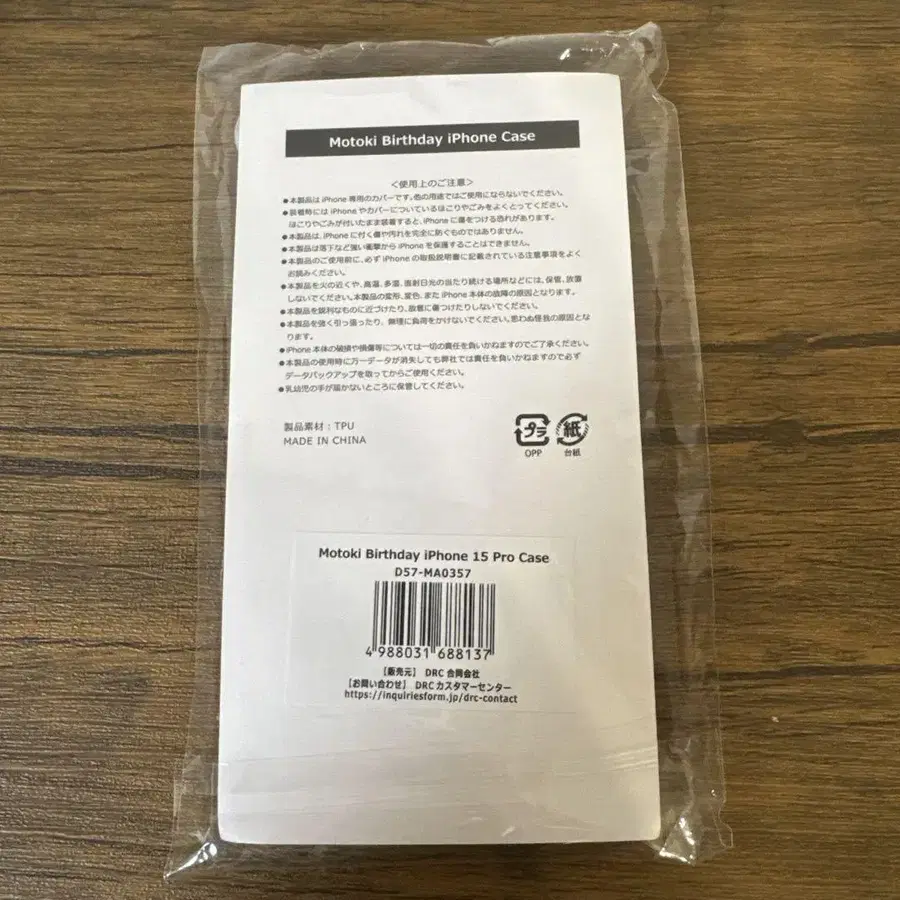 Motoki Birthday iPhone Case
＜使用上のご注意＞
●本製品は iPhone 専用のカバーです。他の用途ではご使用にならないでください。
●装着時には iPhone やカバーについているほこりやごみをよくとってください。
ほこりやごみが付いたまま装着すると、iPhone に傷をつける恐れがあります。
●本製品は、iPhone に付く傷や汚れを完全に防ぐものではありません。
●本製品は落下など強い衝撃から iPhone を保護することはできません。
●本製品のご使用前に、必ず iPhone の取扱説明書に記載されている注意事項をよく
お読みください。
●本製品を火の近くや、高温、多湿、直射日光の当たり続ける場所などには、保管、放置
しないでください。本製品の変形、変色、また iPhone 本体の故障の原因となります。
●本製品を鋭利なものに近づけたり、故意に傷つけたりしないでください。
●本製品を強く引っ張ったり、無理に負荷をかけないでください。思わぬ怪我の原因とな
ります。
●iPhone 本体の破損や損傷等については一切の責任を負いかねますのでご了承ください。
●本製品の使用時に万一データが消失しても弊社では責任を負いかねますので必ず
データバックアップを取ってからご使用ください。
●乳幼児の手が届かないところに保管してください。
製品素材：TPU
MADE IN CHINA
プラ 紙
OPP 台紙
Motoki Birthday iPhone 15 Pro Case
D57-MA0357
4 988031 688137
【販売元】 DRC 合同会社
【お問い合わせ】 DRC カスタマーセンター
https://inquiriesform.jp/drc-contact